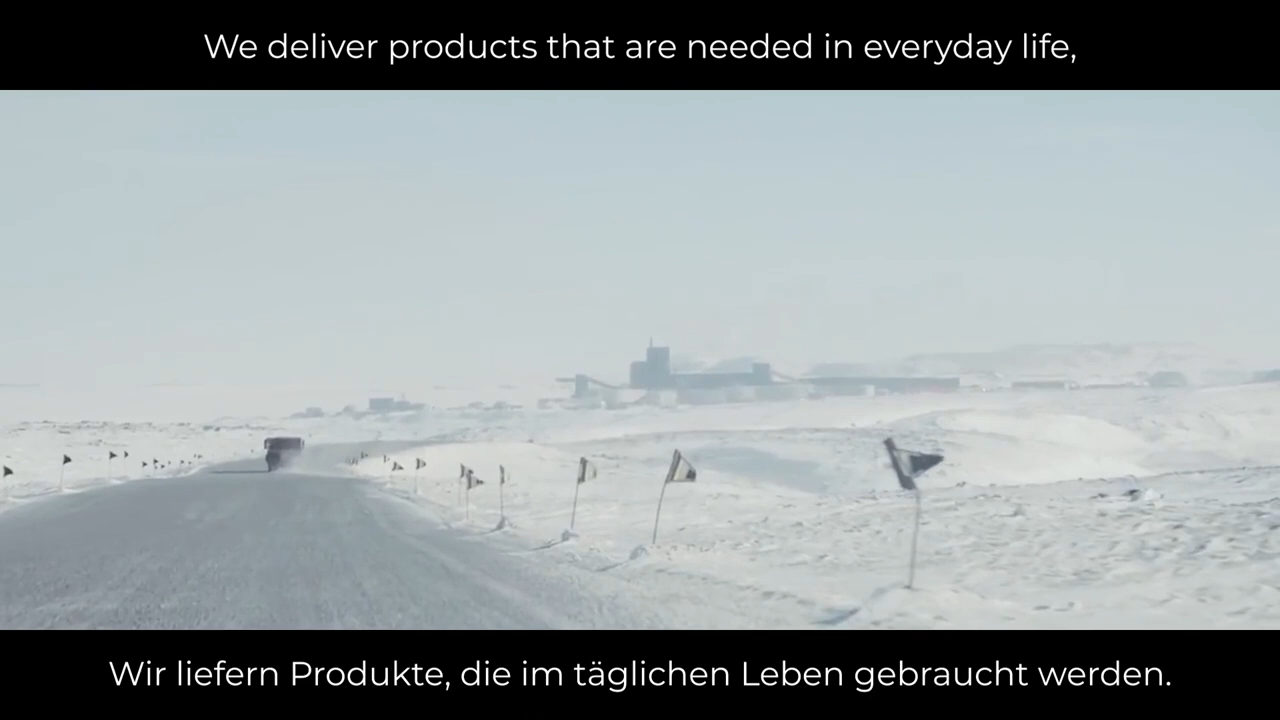 We deliver products that are needed in everyday life,
Wir liefern Produkte, die im täglichen Leben gebraucht werden.